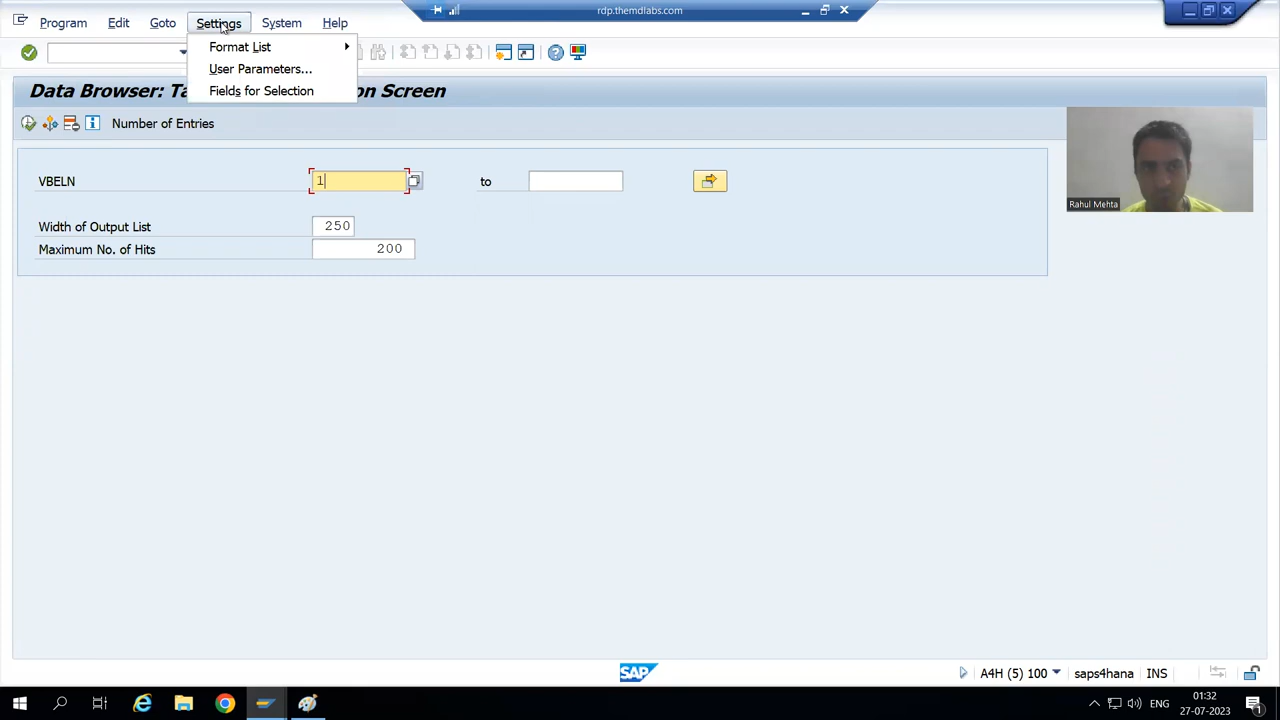 rdp.themdlabs.com
Program Edit Goto Settings System Help
Format List
User Parameters...
Fields for Selection
Data Browser: Ta
on Screen
Number of Entries
VBELN 1 to
Width of Output List 250
Maximum No. of Hits 200
Rahul Mehta
SAP
A4H (5) 100 saps4hana INS
ENG
01:32
27-07-2023
1